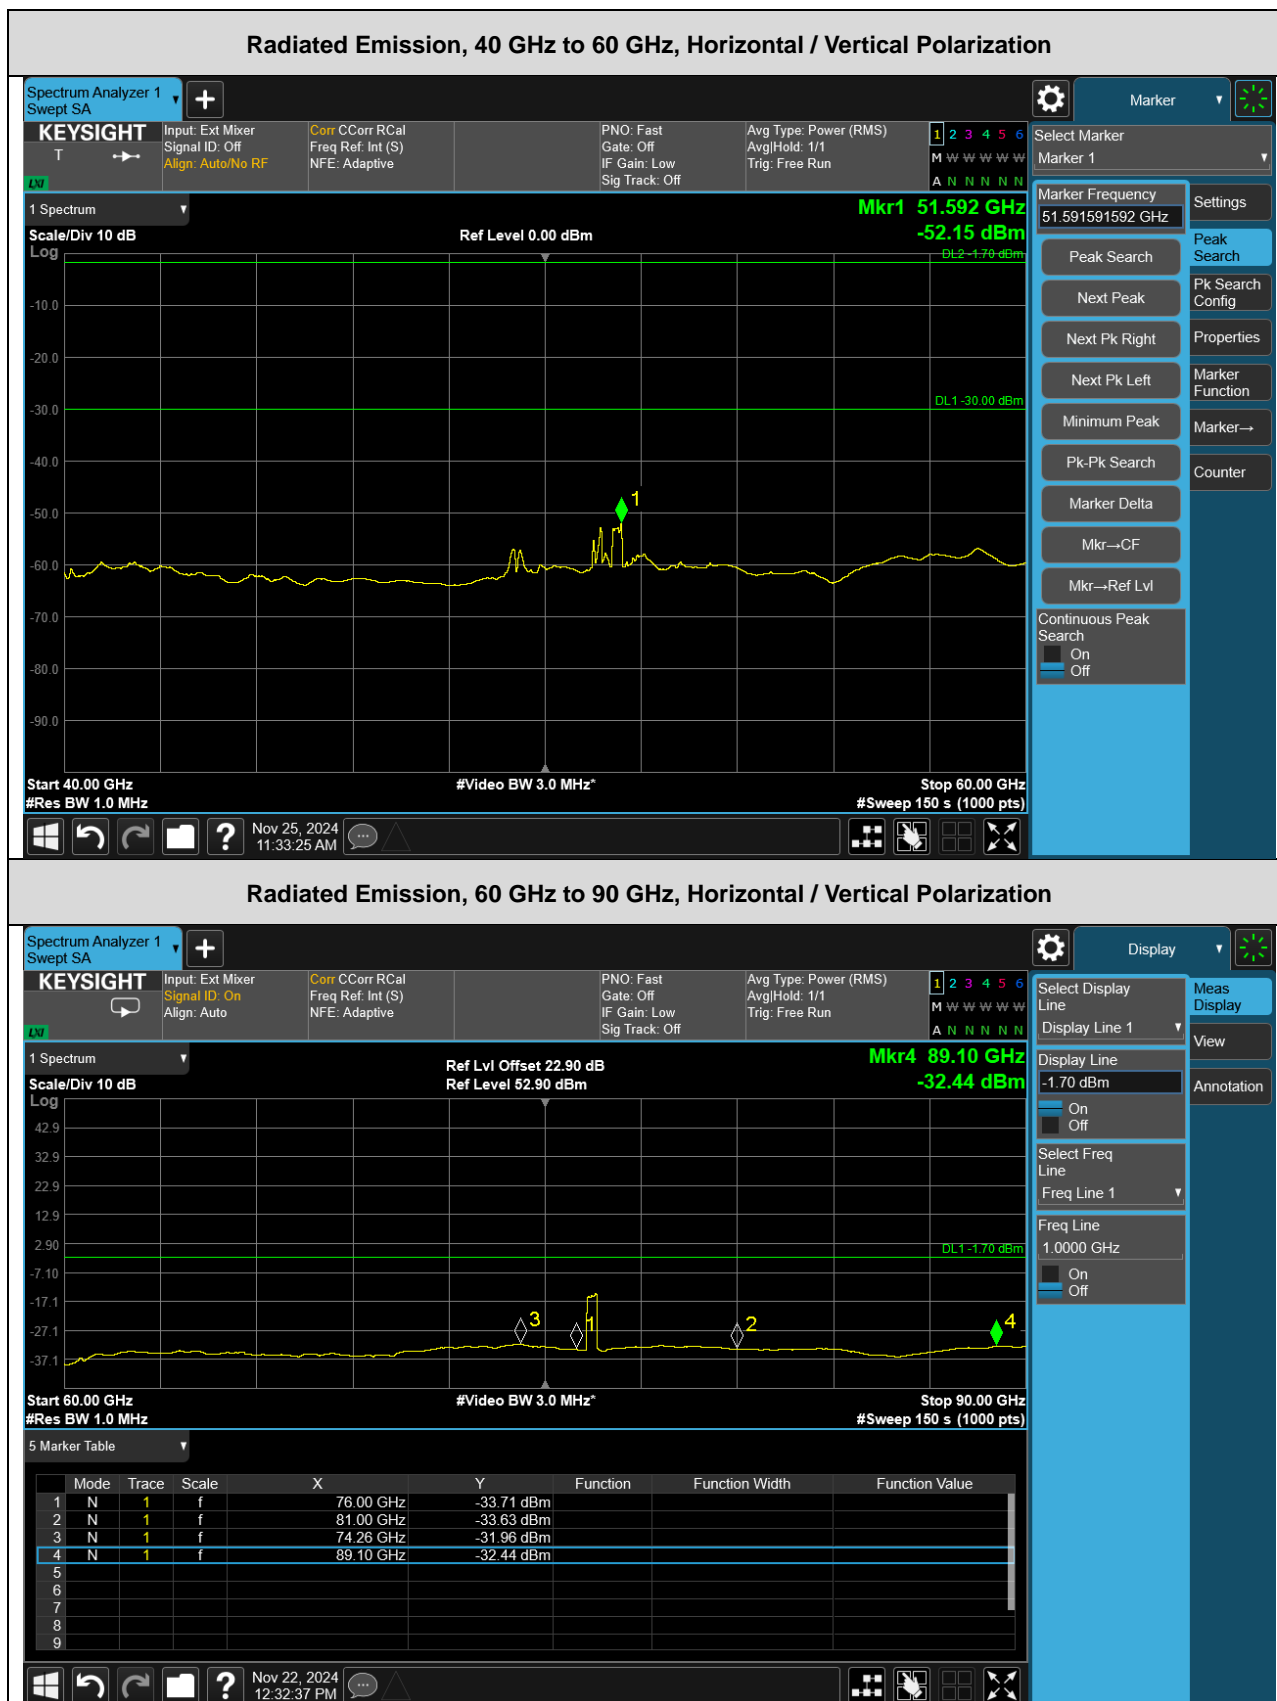 Radiated Emission, 40 GHz to 60 GHz, Horizontal / Vertical Polarization
Spectrum Analyzer 1
Swept SA
+
Marker
KEYSIGHT
T
LXI
Input: Ext Mixer
Signal ID: Off
Align: Auto/No RF
Corr CCorr RCal
Freq Ref: Int (S)
NFE: Adaptive
PNO: Fast
Gate: Off
IF Gain: Low
Sig Track: Off
Avg Type: Power (RMS)
Avg|Hold: 1/1
Trig: Free Run
1 2 3 4 5 6
M W W W W W
A N N N N N
1 Spectrum
Scale/Div 10 dB
Ref Level 0.00 dBm
Mkr1 51.592 GHz
-52.15 dBm
Log
DL2 -1.70 dBm
-10.0
-20.0
-30.0
DL1 -30.00 dBm
-40.0
-50.0
1
-60.0
-70.0
-80.0
-90.0
Start 40.00 GHz
#Video BW 3.0 MHz*
Stop 60.00 GHz
#Res BW 1.0 MHz
#Sweep 150 s (1000 pts)
Select Marker
Marker 1
Marker Frequency
51.591591592 GHz
Peak Search
Next Peak
Next Pk Right
Next Pk Left
Minimum Peak
Pk-Pk Search
Marker Delta
Mkr→CF
Mkr→Ref Lvl
Continuous Peak
Search
On
Off
Settings
Peak
Search
Pk Search
Config
Properties
Marker
Function
Marker→
Counter
?
Nov 25, 2024
11:33:25 AM
Radiated Emission, 60 GHz to 90 GHz, Horizontal / Vertical Polarization
Spectrum Analyzer 1
Swept SA
+
Display
KEYSIGHT
LXI
Input: Ext Mixer
Signal ID: On
Align: Auto
Corr CCorr RCal
Freq Ref: Int (S)
NFE: Adaptive
PNO: Fast
Gate: Off
IF Gain: Low
Sig Track: Off
Avg Type: Power (RMS)
Avg|Hold: 1/1
Trig: Free Run
1 2 3 4 5 6
M W W W W W
A N N N N N
1 Spectrum
Scale/Div 10 dB
Ref Lvl Offset 22.90 dB
Ref Level 52.90 dBm
Mkr4 89.10 GHz
-32.44 dBm
Log
42.9
32.9
22.9
12.9
2.90
DL1 -1.70 dBm
-7.10
-17.1
-27.1
3 1 2 4
-37.1
Start 60.00 GHz
#Video BW 3.0 MHz*
Stop 90.00 GHz
#Res BW 1.0 MHz
#Sweep 150 s (1000 pts)
5 Marker Table
Mode Trace Scale X Y Function Function Width Function Value
1 N 1 f 76.00 GHz -33.71 dBm
2 N 1 f 81.00 GHz -33.63 dBm
3 N 1 f 74.26 GHz -31.96 dBm
4 N 1 f 89.10 GHz -32.44 dBm
5
6
7
8
9
Select Display
Line
Display Line 1
Display Line
-1.70 dBm
On
Off
Select Freq
Line
Freq Line 1
Freq Line
1.0000 GHz
On
Off
Meas
Display
View
Annotation
?
Nov 22, 2024
12:32:37 PM